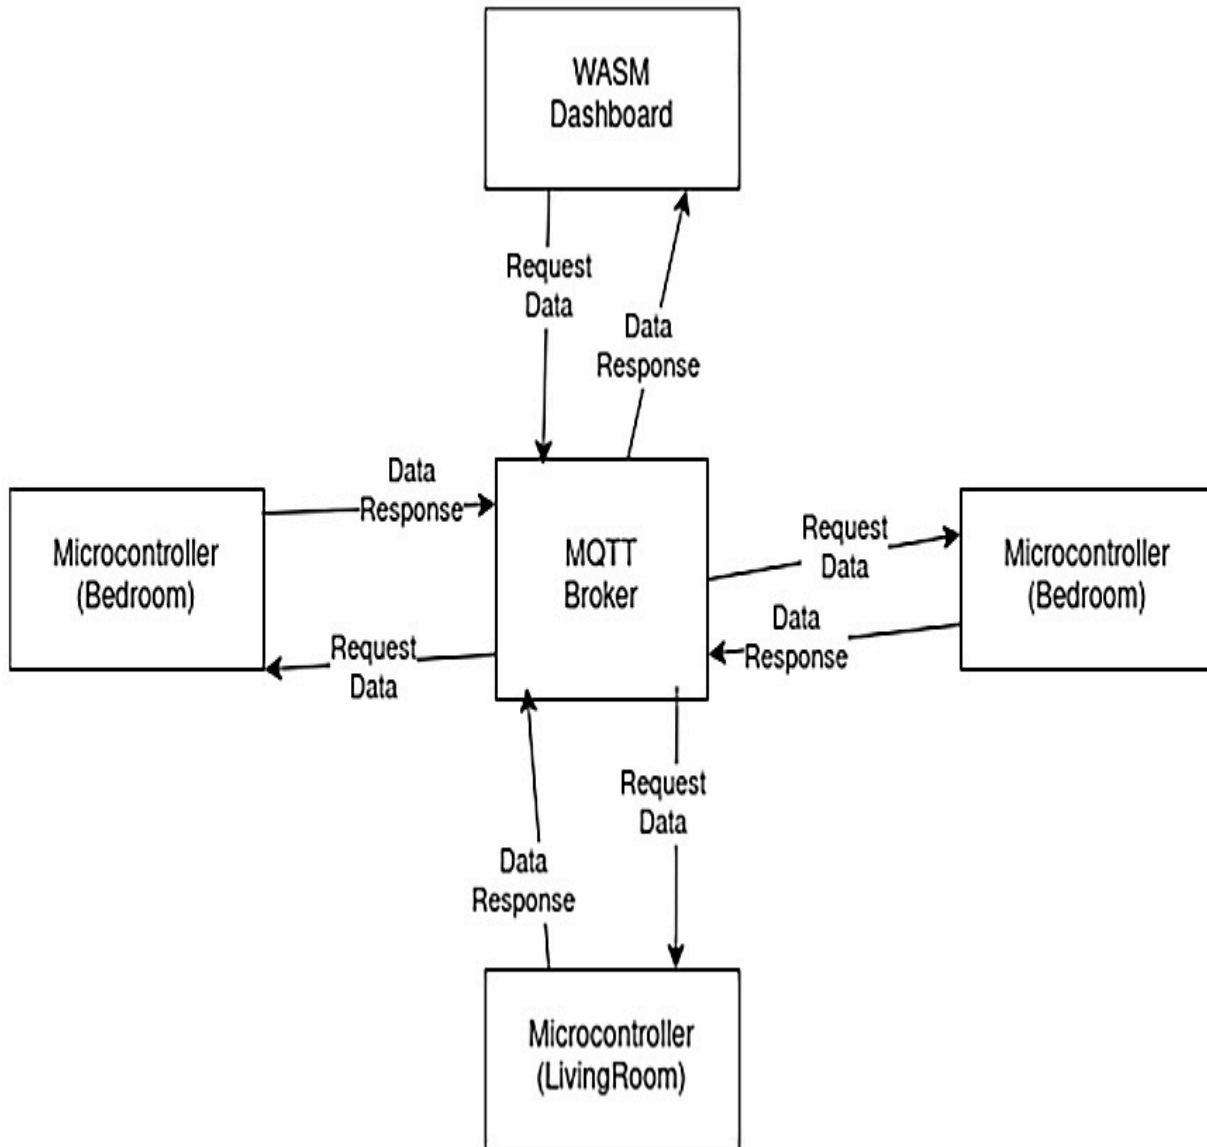 WASM
Dashboard
Request
Data
Data
Response
Data
Response
Microcontroller
(Bedroom)
MQTT
Broker
Request
Data
Microcontroller
(Bedroom)
Request
Data
Data
Response
Request
Data
Data
Response
Microcontroller
(LivingRoom)